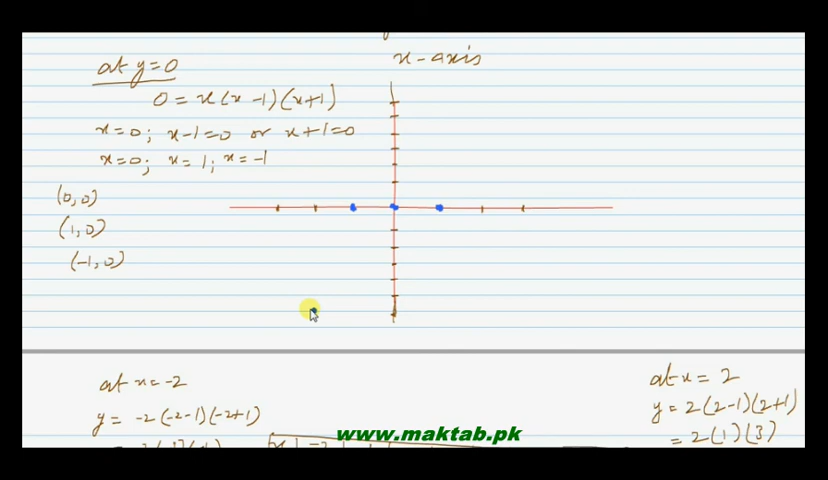 x-axis
at y=0
0 = x(x-1)(x+1)
x=0; x-1=0 or x+1=0
x=0; x=1; x=-1
(0,0)
(1,0)
(-1,0)
at x=-2
y = -2(-2-1)(-2+1)
at x = 2
y = 2(2-1)(2+1)
= 2(1)(3)
www.maktab.pk